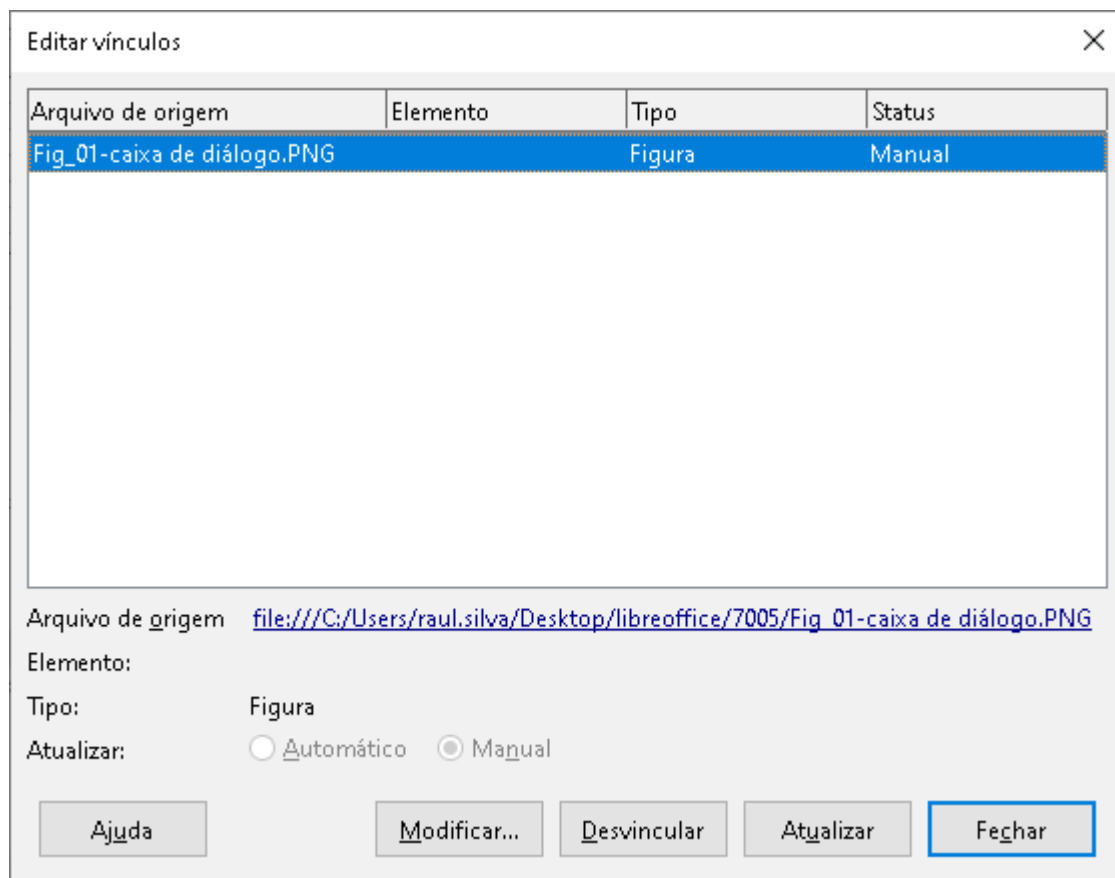 Editar vínculos
Arquivo de origem Elemento Tipo Status
Fig_01-caixa de diálogo.PNG Figura Manual
Arquivo de origem file:///C:/Users/raul.silva/Desktop/libreoffice/7005/Fig_01-caixa de diálogo.PNG
Elemento:
Tipo: Figura
Atualizar: Automático Manual
Ajuda Modificar... Desvincular Atualizar Fechar